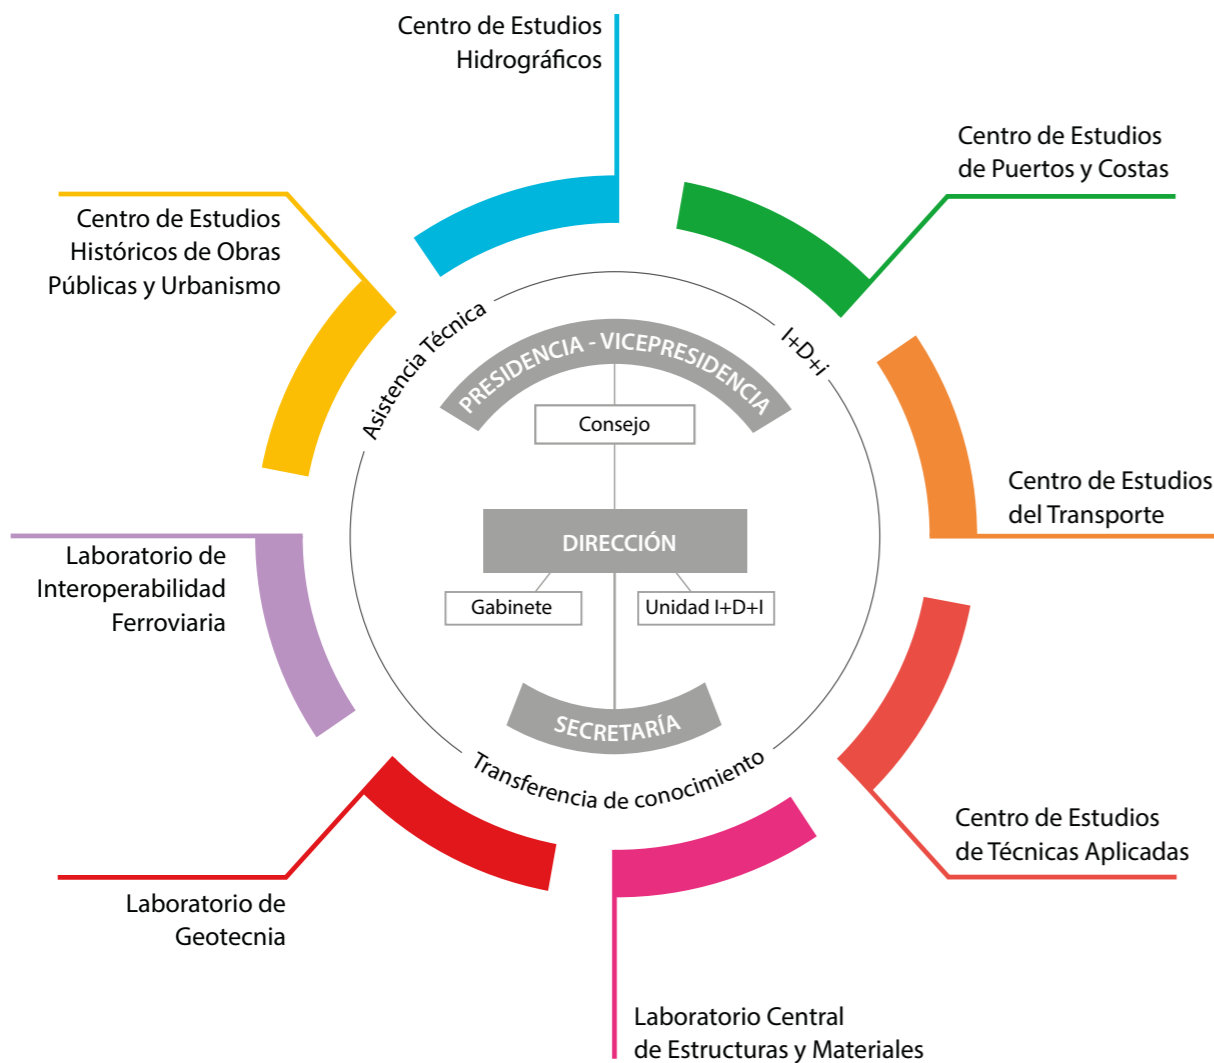 Centro de Estudios
Hidrográficos
Centro de Estudios
de Puertos y Costas
Centro de Estudios
Históricos de Obras
Públicas y Urbanismo
Asistencia Técnica
I+D+i
PRESIDENCIA - VICEPRESIDENCIA
Consejo
Centro de Estudios
del Transporte
DIRECCIÓN
Laboratorio de
Interoperabilidad
Ferroviaria
Gabinete
Unidad I+D+I
SECRETARÍA
Transferencia de conocimiento
Centro de Estudios
de Técnicas Aplicadas
Laboratorio de
Geotecnia
Laboratorio Central
de Estructuras y Materiales